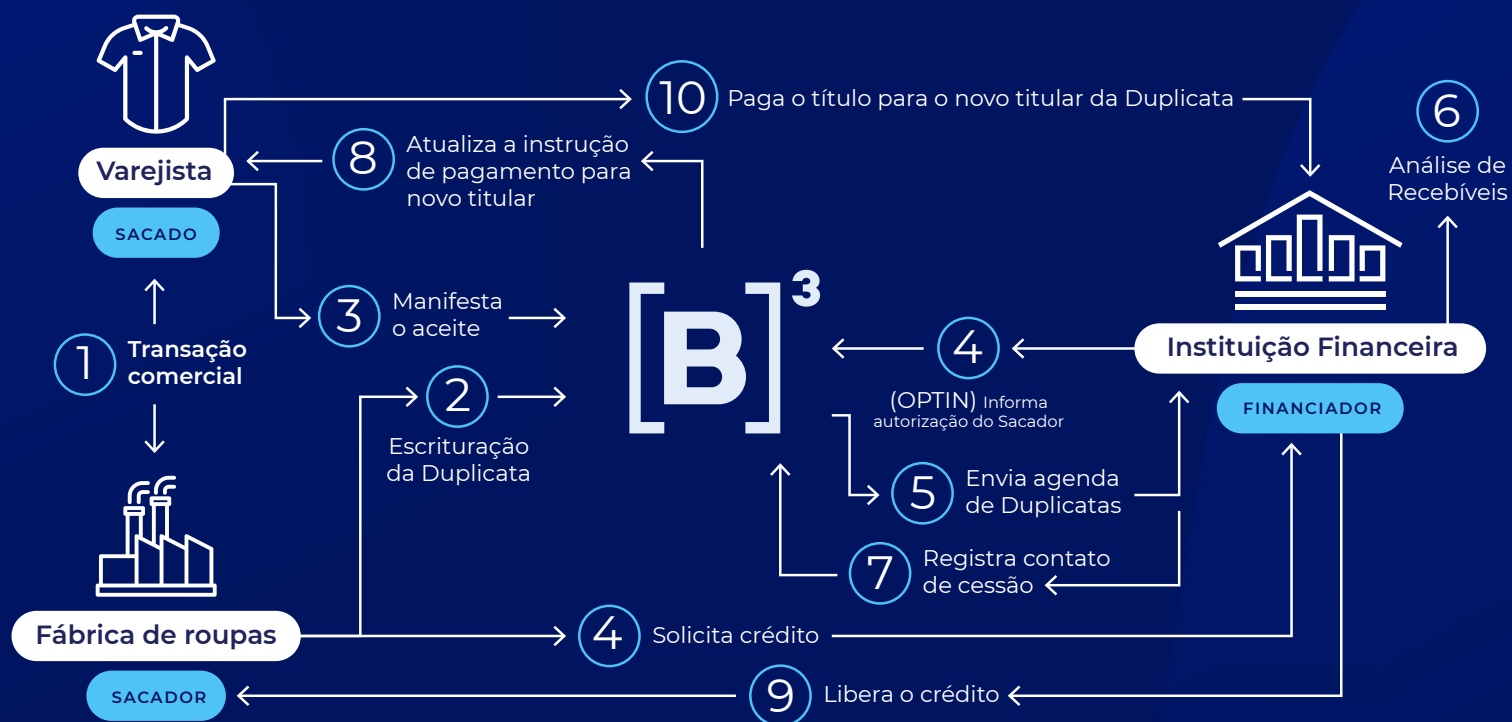 10
Paga o título para o novo titular da Duplicata
6
Análise de
Recebíveis
8
Atualiza a instrução
de pagamento para
novo titular
Varejista
SACADO
[B]³
3
Manifesta
o aceite
1
Transação
comercial
2
Escrituração
da Duplicata
4
(OPTIN) Informa
autorização do Sacador
Instituição Financeira
FINANCIADOR
5
Envia agenda
de Duplicatas
7
Registra contato
de cessão
Fábrica de roupas
SACADOR
4
Solicita crédito
9
Libera o crédito